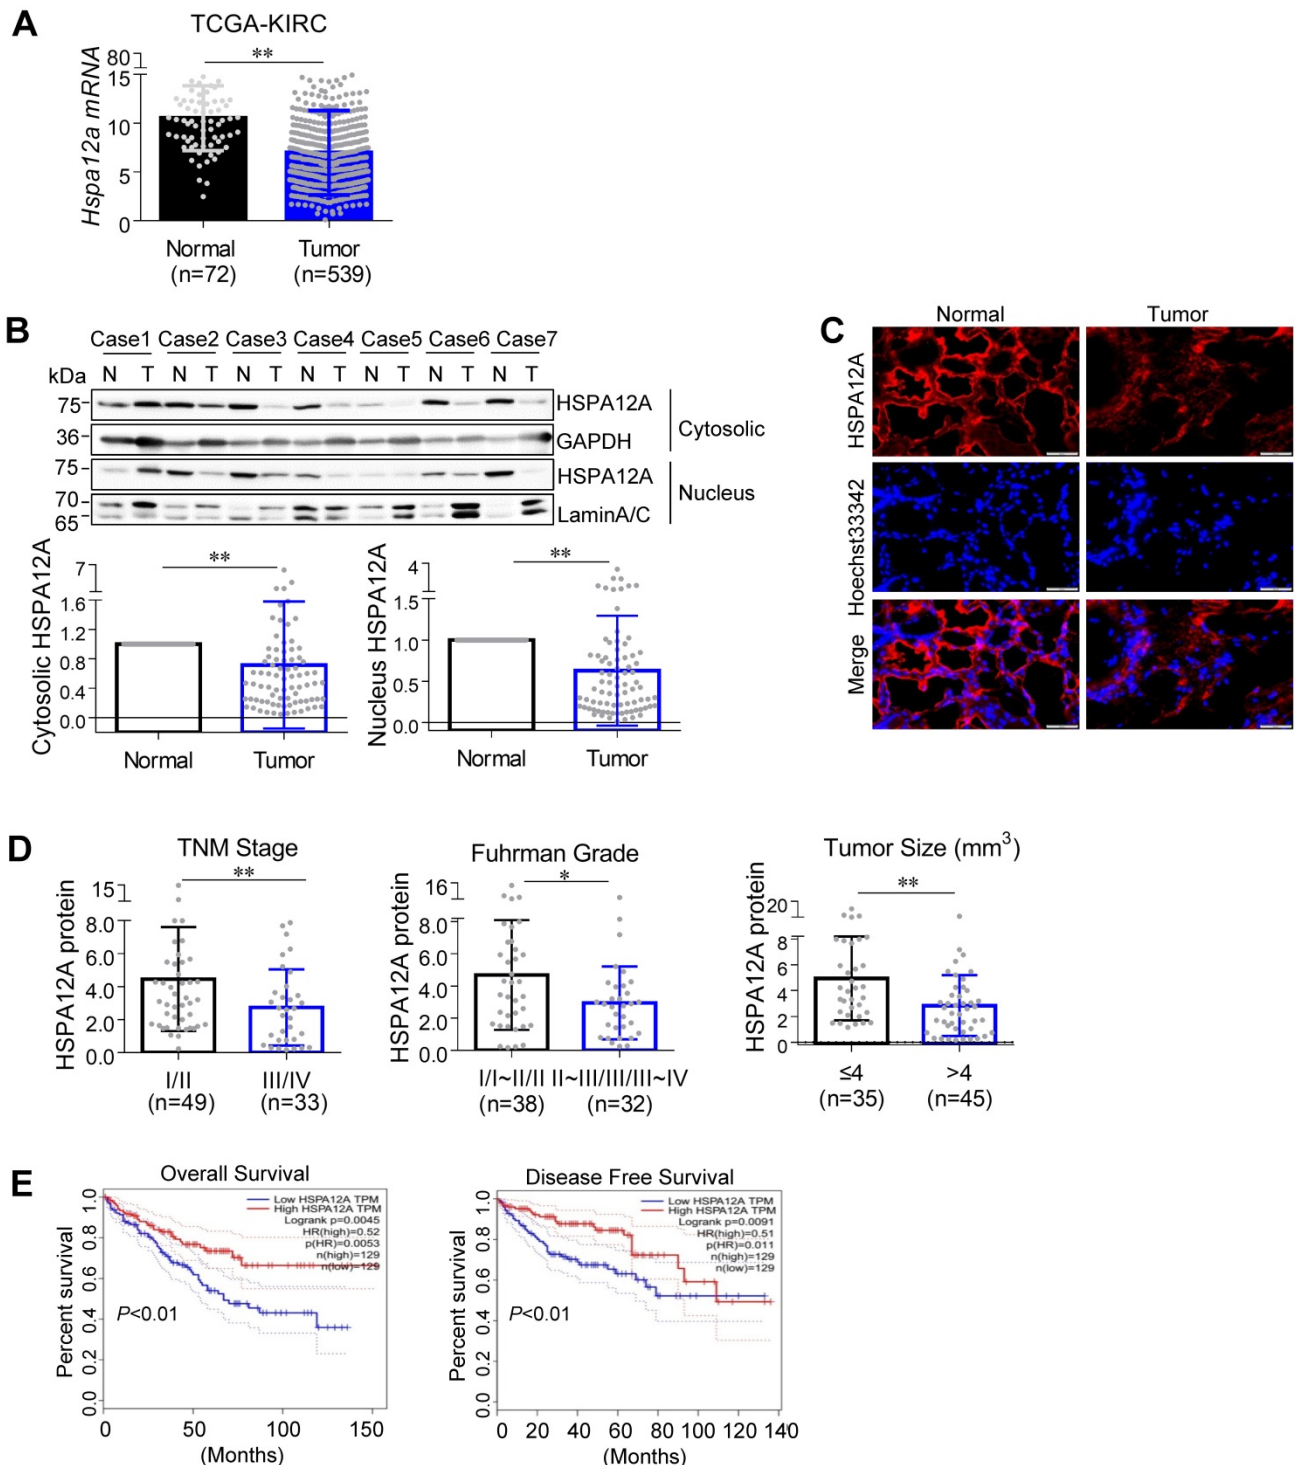 A
TCGA-KIRC
Hspa12a mRNA
80
15
10
5
0
**
Normal
(n=72)
Tumor
(n=539)
B
Case1 Case2 Case3 Case4 Case5 Case6 Case7
kDa N T N T N T N T N T N T N T
75
HSPA12A
36
GAPDH
Cytosolic
75
HSPA12A
70
65
LaminA/C
Nucleus
Cytosolic HSPA12A
7
1.6
1.2
0.8
0.4
0.0
**
Normal
Tumor
Nucleus HSPA12A
4
1.5
1.0
0.5
0.0
**
Normal
Tumor
C
Normal
Tumor
HSPA12A
Hoechst33342
Merge
D
TNM Stage
HSPA12A protein
15
8.0
6.0
4.0
2.0
0.0
**
I/II
(n=49)
III/IV
(n=33)
Fuhrman Grade
HSPA12A protein
16
8.0
6.0
4.0
2.0
0.0
*
I/I~II/II
(n=38)
II~III/III/III~IV
(n=32)
Tumor Size (mm³)
HSPA12A protein
20
8
6
4
2
0
**
≤4
(n=35)
>4
(n=45)
E
Overall Survival
Percent survival
1.0
0.8
0.6
0.4
0.2
0.0
Low HSPA12A TPM
High HSPA12A TPM
Logrank p=0.0045
HR(high)=0.52
p(HR)=0.0053
n(high)=129
n(low)=129
P<0.01
0 50 100 150
(Months)
Disease Free Survival
Percent survival
1.0
0.8
0.6
0.4
0.2
0.0
Low HSPA12A TPM
High HSPA12A TPM
Logrank p=0.0091
HR(high)=0.51
p(HR)=0.011
n(high)=129
n(low)=129
P<0.01
0 20 40 60 80 100 120 140
(Months)